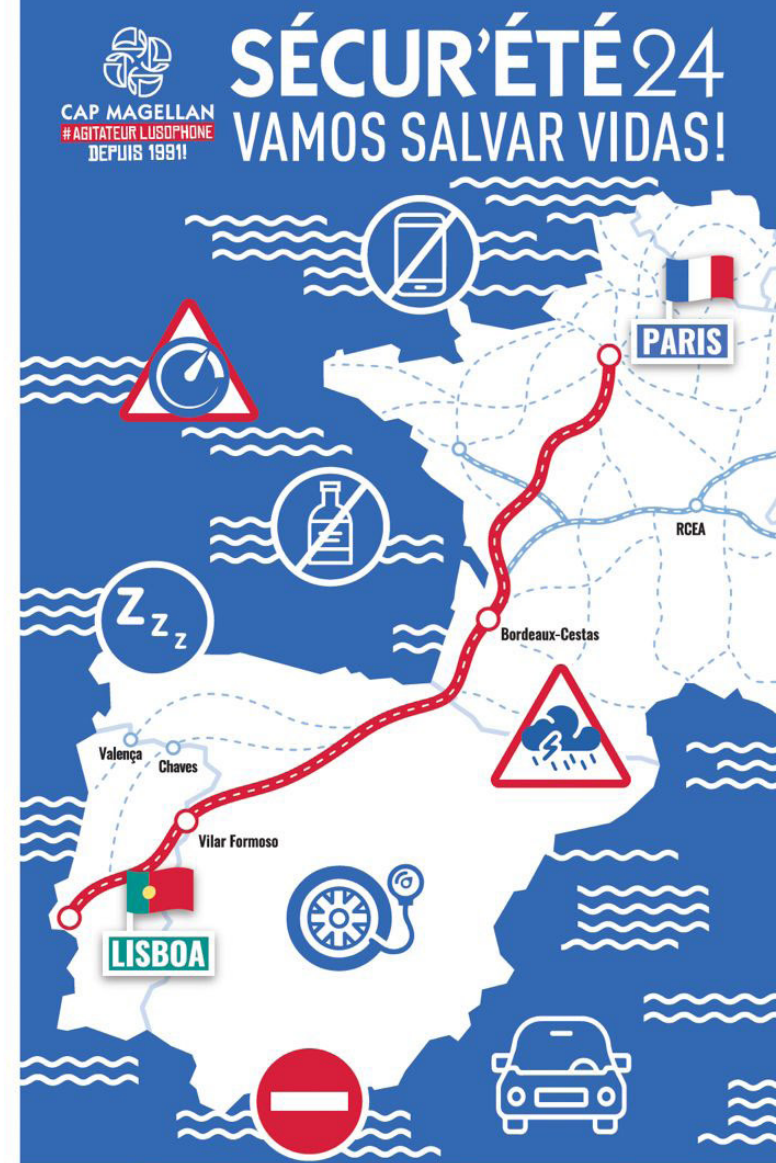 SÉCUR'ÉTÉ24
VAMOS SALVAR VIDAS!
CAP MAGELLAN
#AGITATEUR LUSOPHONE
DEPUIS 1991!
PARIS
RCEA
Bordeaux-Cestas
Z Z Z
Valença
Chaves
Vilar Formoso
LISBOA